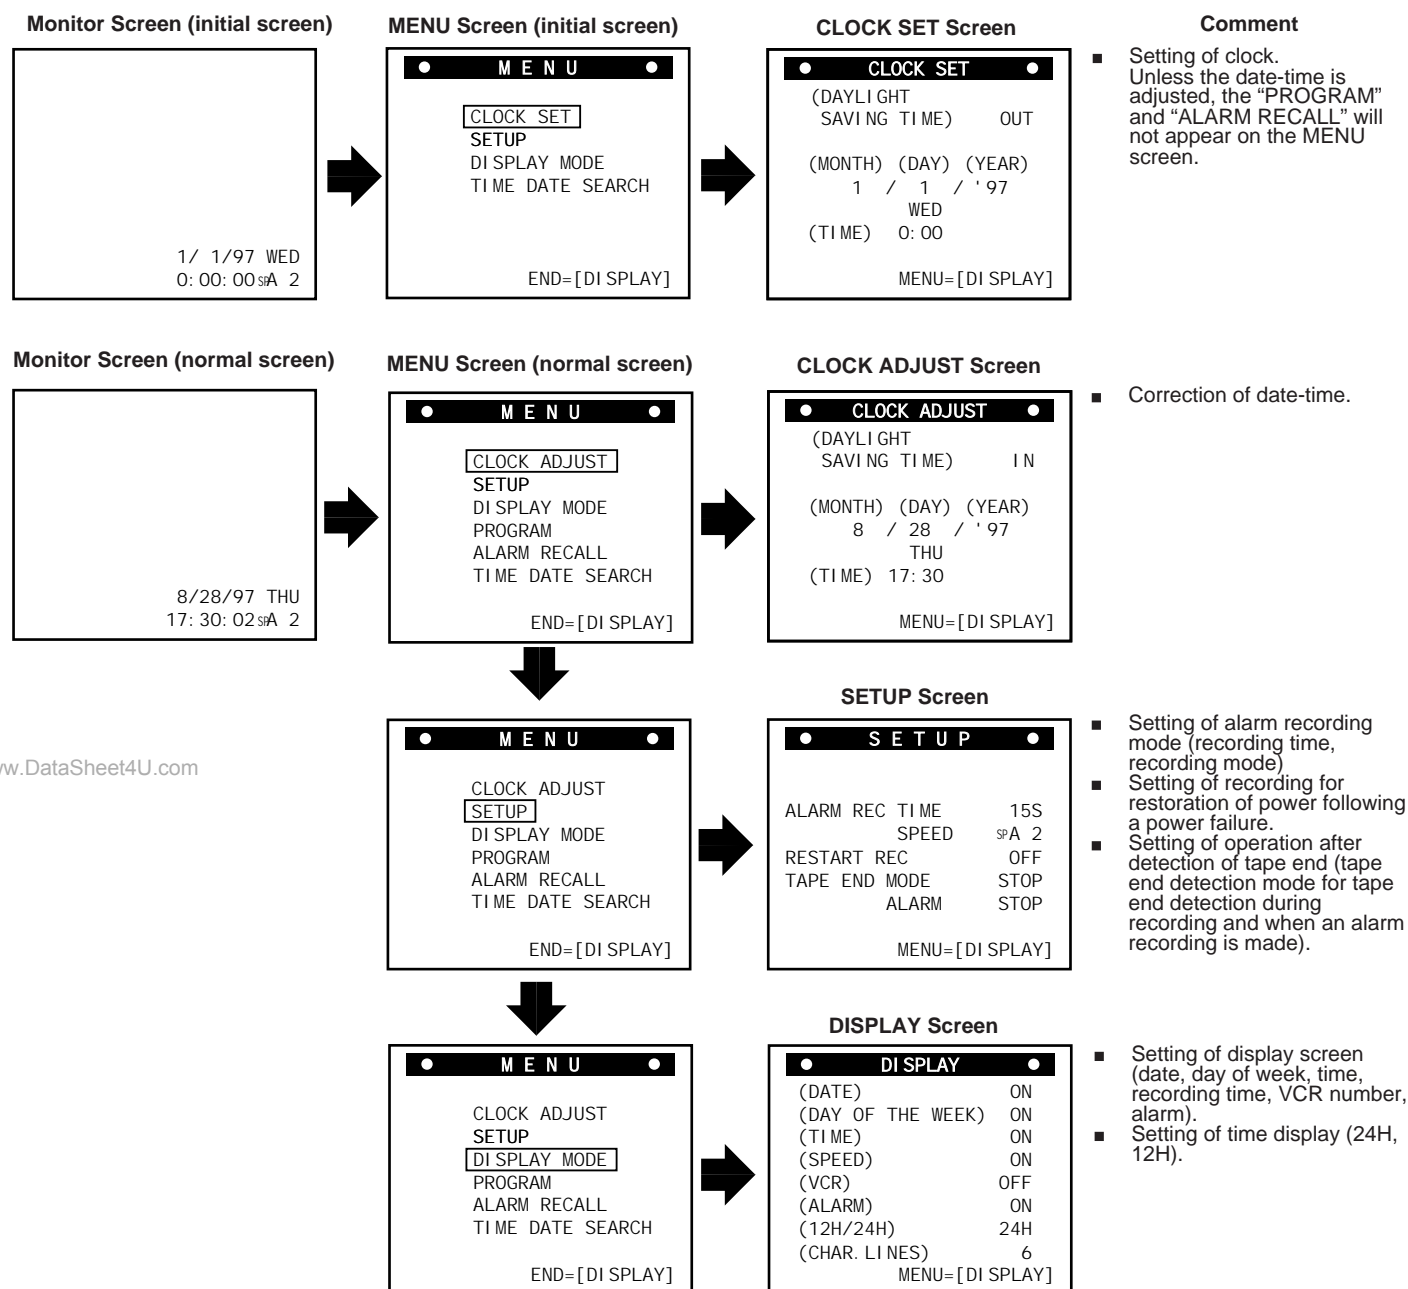 Monitor Screen (initial screen)
MENU Screen (initial screen)
CLOCK SET Screen
Comment
1/ 1/97 WED
0:00:00 SP A 2
MENU
CLOCK SET
SETUP
DISPLAY MODE
TIME DATE SEARCH
END=[DISPLAY]
CLOCK SET
(DAYLIGHT
SAVING TIME) OUT
(MONTH) (DAY) (YEAR)
1 / 1 / '97
WED
(TIME) 0:00
MENU=[DISPLAY]
■ Setting of clock.
Unless the date-time is
adjusted, the “PROGRAM”
and “ALARM RECALL” will
not appear on the MENU
screen.
Monitor Screen (normal screen)
MENU Screen (normal screen)
CLOCK ADJUST Screen
8/28/97 THU
17:30:02 SP A 2
MENU
CLOCK ADJUST
SETUP
DISPLAY MODE
PROGRAM
ALARM RECALL
TIME DATE SEARCH
END=[DISPLAY]
CLOCK ADJUST
(DAYLIGHT
SAVING TIME) IN
(MONTH) (DAY) (YEAR)
8 / 28 / '97
THU
(TIME) 17:30
MENU=[DISPLAY]
■ Correction of date-time.
SETUP Screen
w.DataSheet4U.com
MENU
CLOCK ADJUST
SETUP
DISPLAY MODE
PROGRAM
ALARM RECALL
TIME DATE SEARCH
END=[DISPLAY]
SETUP
ALARM REC TIME 15S
SPEED SP A 2
RESTART REC OFF
TAPE END MODE STOP
ALARM STOP
MENU=[DISPLAY]
■ Setting of alarm recording
mode (recording time,
recording mode)
■ Setting of recording for
restoration of power following
a power failure.
■ Setting of operation after
detection of tape end (tape
end detection mode for tape
end detection during
recording and when an alarm
recording is made).
DISPLAY Screen
MENU
CLOCK ADJUST
SETUP
DISPLAY MODE
PROGRAM
ALARM RECALL
TIME DATE SEARCH
END=[DISPLAY]
DISPLAY
(DATE) ON
(DAY OF THE WEEK) ON
(TIME) ON
(SPEED) ON
(VCR) OFF
(ALARM) ON
(12H/24H) 24H
(CHAR.LINES) 6
MENU=[DISPLAY]
■ Setting of display screen
(date, day of week, time,
recording time, VCR number,
alarm).
■ Setting of time display (24H,
12H).